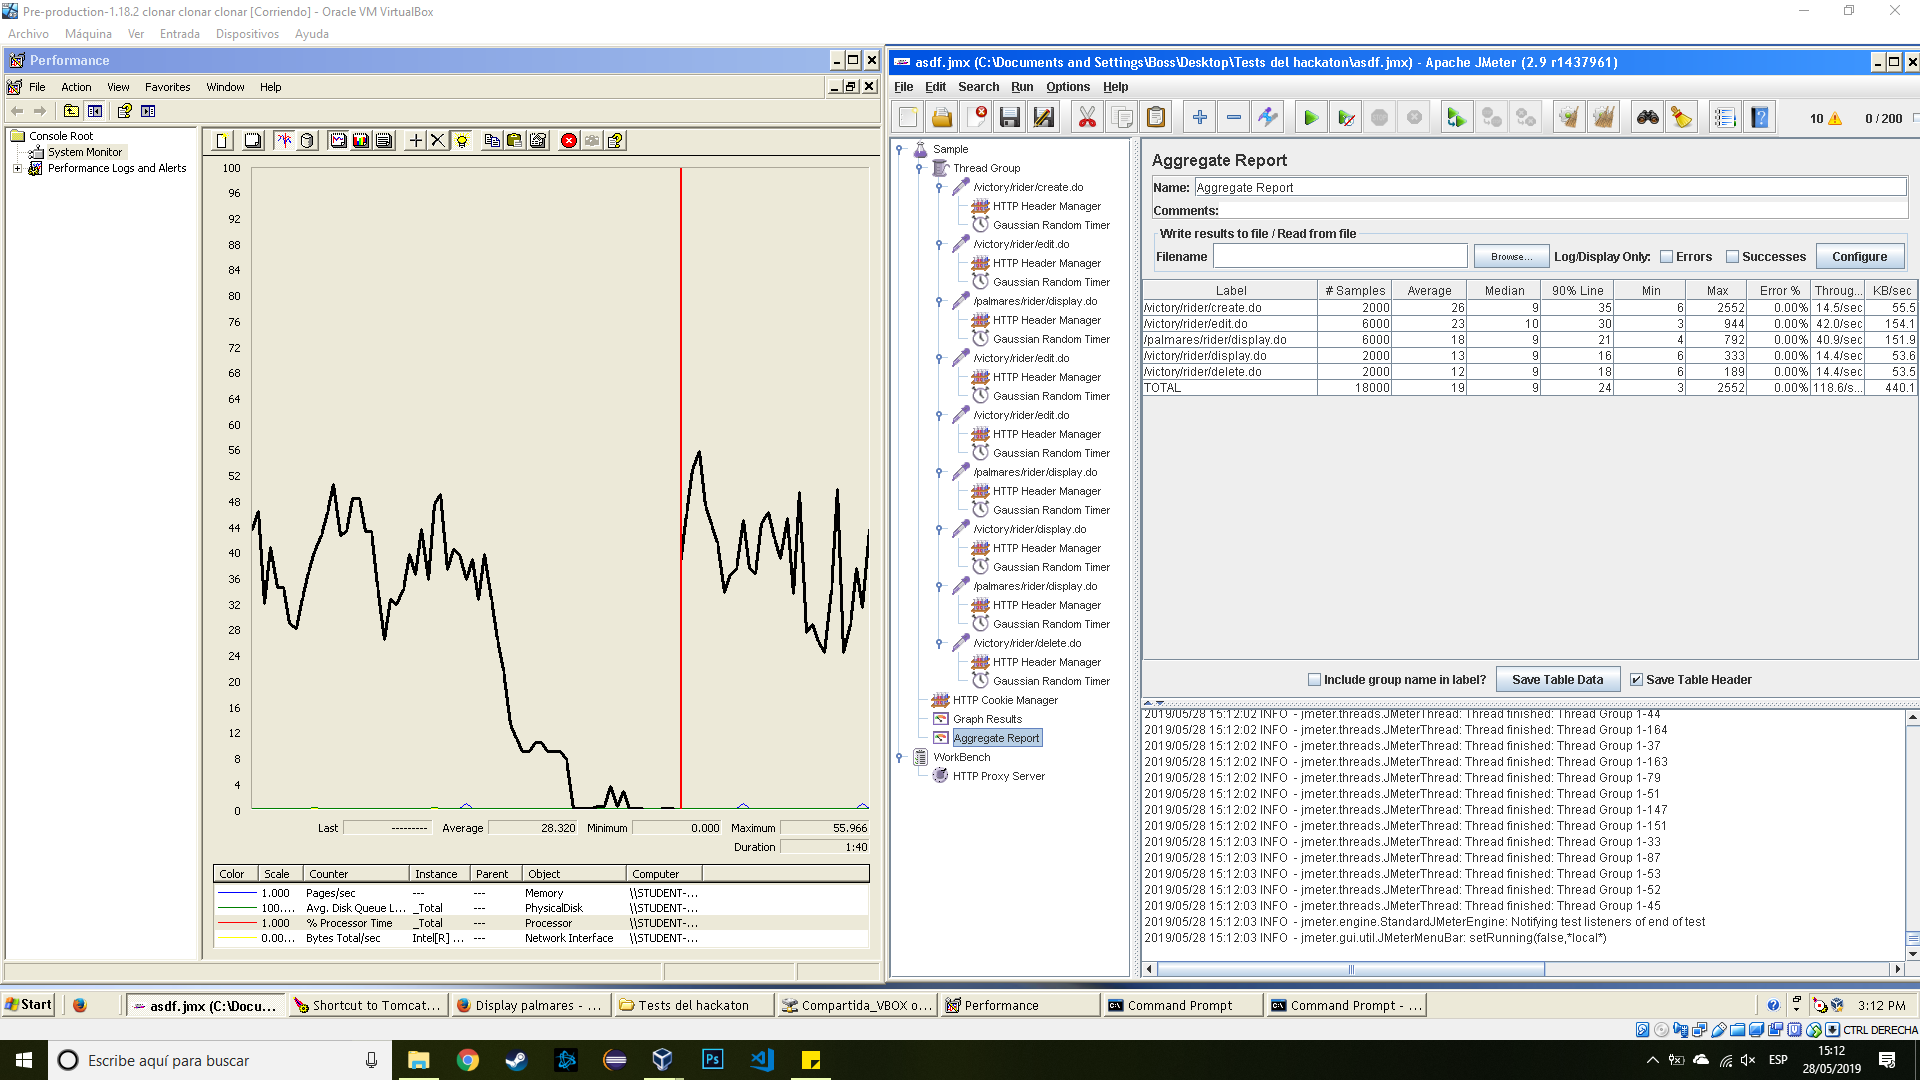 Pre-production-1.18.2 clonar clonar clonar [Corriendo] - Oracle VM VirtualBox
Archivo Máquina Ver Entrada Dispositivos Ayuda
Performance
File Action View Favorites Window Help
Console Root
System Monitor
Performance Logs and Alerts
100
96
92
88
84
80
76
72
68
64
60
56
52
48
44
40
36
32
28
24
20
16
12
8
4
0
Last --------- Average 28.320 Minimum 0.000 Maximum 55.966
Duration 1:40
Color Scale Counter Instance Parent Object Computer
1.000 Pages/sec --- --- Memory \\STUDENT-...
100.... Avg. Disk Queue L... _Total --- PhysicalDisk \\STUDENT-...
1.000 % Processor Time _Total --- Processor \\STUDENT-...
0.00... Bytes Total/sec Intel[R] ... --- Network Interface \\STUDENT-...
asdf.jmx (C:\Documents and Settings\Boss\Desktop\Tests del hackaton\asdf.jmx) - Apache JMeter (2.9 r1437961)
File Edit Search Run Options Help
10 0 / 200
Sample
Thread Group
/victory/rider/create.do
HTTP Header Manager
Gaussian Random Timer
/victory/rider/edit.do
HTTP Header Manager
Gaussian Random Timer
/palmares/rider/display.do
HTTP Header Manager
Gaussian Random Timer
/victory/rider/edit.do
HTTP Header Manager
Gaussian Random Timer
/victory/rider/edit.do
HTTP Header Manager
Gaussian Random Timer
/palmares/rider/display.do
HTTP Header Manager
Gaussian Random Timer
/victory/rider/display.do
HTTP Header Manager
Gaussian Random Timer
/palmares/rider/display.do
HTTP Header Manager
Gaussian Random Timer
/victory/rider/delete.do
HTTP Header Manager
Gaussian Random Timer
HTTP Cookie Manager
Graph Results
Aggregate Report
WorkBench
HTTP Proxy Server
Aggregate Report
Name: Aggregate Report
Comments:
Write results to file / Read from file
Filename Browse... Log/Display Only: Errors Successes Configure
Label # Samples Average Median 90% Line Min Max Error % Throug... KB/sec
/victory/rider/create.do 2000 26 9 35 6 2552 0.00% 14.5/sec 55.5
/victory/rider/edit.do 6000 23 10 30 3 944 0.00% 42.0/sec 154.1
/palmares/rider/display.do 6000 18 9 21 4 792 0.00% 40.9/sec 151.9
/victory/rider/display.do 2000 13 9 16 6 333 0.00% 14.4/sec 53.6
/victory/rider/delete.do 2000 12 9 18 6 189 0.00% 14.4/sec 53.5
TOTAL 18000 19 9 24 3 2552 0.00% 118.6/s... 440.1
Include group name in label? Save Table Data Save Table Header
2019/05/28 15:12:02 INFO - jmeter.threads.JMeterThread: Thread finished: Thread Group 1-44
2019/05/28 15:12:02 INFO - jmeter.threads.JMeterThread: Thread finished: Thread Group 1-164
2019/05/28 15:12:02 INFO - jmeter.threads.JMeterThread: Thread finished: Thread Group 1-37
2019/05/28 15:12:02 INFO - jmeter.threads.JMeterThread: Thread finished: Thread Group 1-163
2019/05/28 15:12:02 INFO - jmeter.threads.JMeterThread: Thread finished: Thread Group 1-79
2019/05/28 15:12:02 INFO - jmeter.threads.JMeterThread: Thread finished: Thread Group 1-51
2019/05/28 15:12:02 INFO - jmeter.threads.JMeterThread: Thread finished: Thread Group 1-147
2019/05/28 15:12:02 INFO - jmeter.threads.JMeterThread: Thread finished: Thread Group 1-151
2019/05/28 15:12:03 INFO - jmeter.threads.JMeterThread: Thread finished: Thread Group 1-33
2019/05/28 15:12:03 INFO - jmeter.threads.JMeterThread: Thread finished: Thread Group 1-87
2019/05/28 15:12:03 INFO - jmeter.threads.JMeterThread: Thread finished: Thread Group 1-53
2019/05/28 15:12:03 INFO - jmeter.threads.JMeterThread: Thread finished: Thread Group 1-52
2019/05/28 15:12:03 INFO - jmeter.threads.JMeterThread: Thread finished: Thread Group 1-45
2019/05/28 15:12:03 INFO - jmeter.engine.StandardJMeterEngine: Notifying test listeners of end of test
2019/05/28 15:12:03 INFO - jmeter.gui.util.JMeterMenuBar: setRunning(false,*local*)
Start asdf.jmx (C:\Docu... Shortcut to Tomcat... Display palmares - ... Tests del hackaton Compartida_VBOX o... Performance Command Prompt Command Prompt - ... 3:12 PM
CTRL DERECHA
Escribe aquí para buscar
Ps
ESP
15:12
28/05/2019